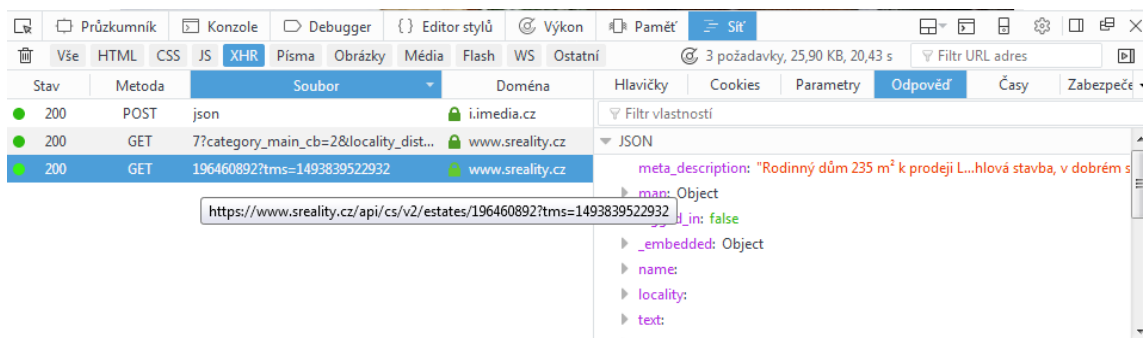 Průzkumník Konzole Debugger { } Editor stylů Výkon Paměť Síť
Vše HTML CSS JS XHR Písma Obrázky Média Flash WS Ostatní 3 požadavky, 25,90 KB, 20,43 s Filtr URL adres
Stav Metoda Soubor Doména Hlavičky Cookies Parametry Odpověď Časy Zabezpeče
200 POST json i.imedia.cz Filtr vlastností
200 GET 7?category_main_cb=2&locality_dist... www.sreality.cz JSON
200 GET 196460892?tms=1493839522932 www.sreality.cz meta_description: "Rodinný dům 235 m² k prodeji L...hlová stavba, v dobrém s
map: Object
https://www.sreality.cz/api/cs/v2/estates/196460892?tms=1493839522932 _in: false
_embedded: Object
name:
locality:
text: